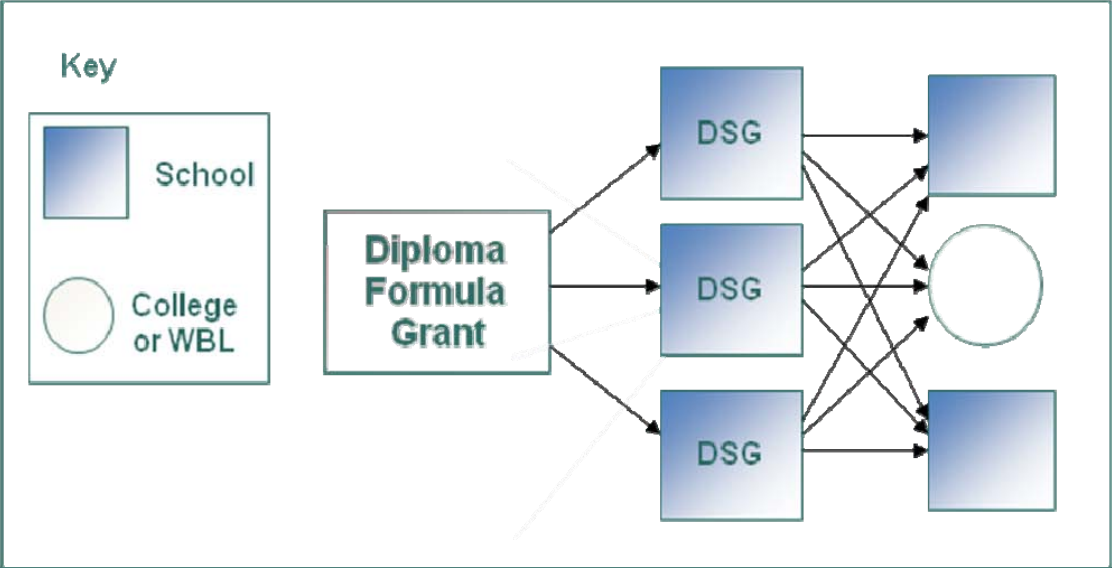 Key
School
College
or WBL
Diploma
Formula
Grant
DSG
DSG
DSG